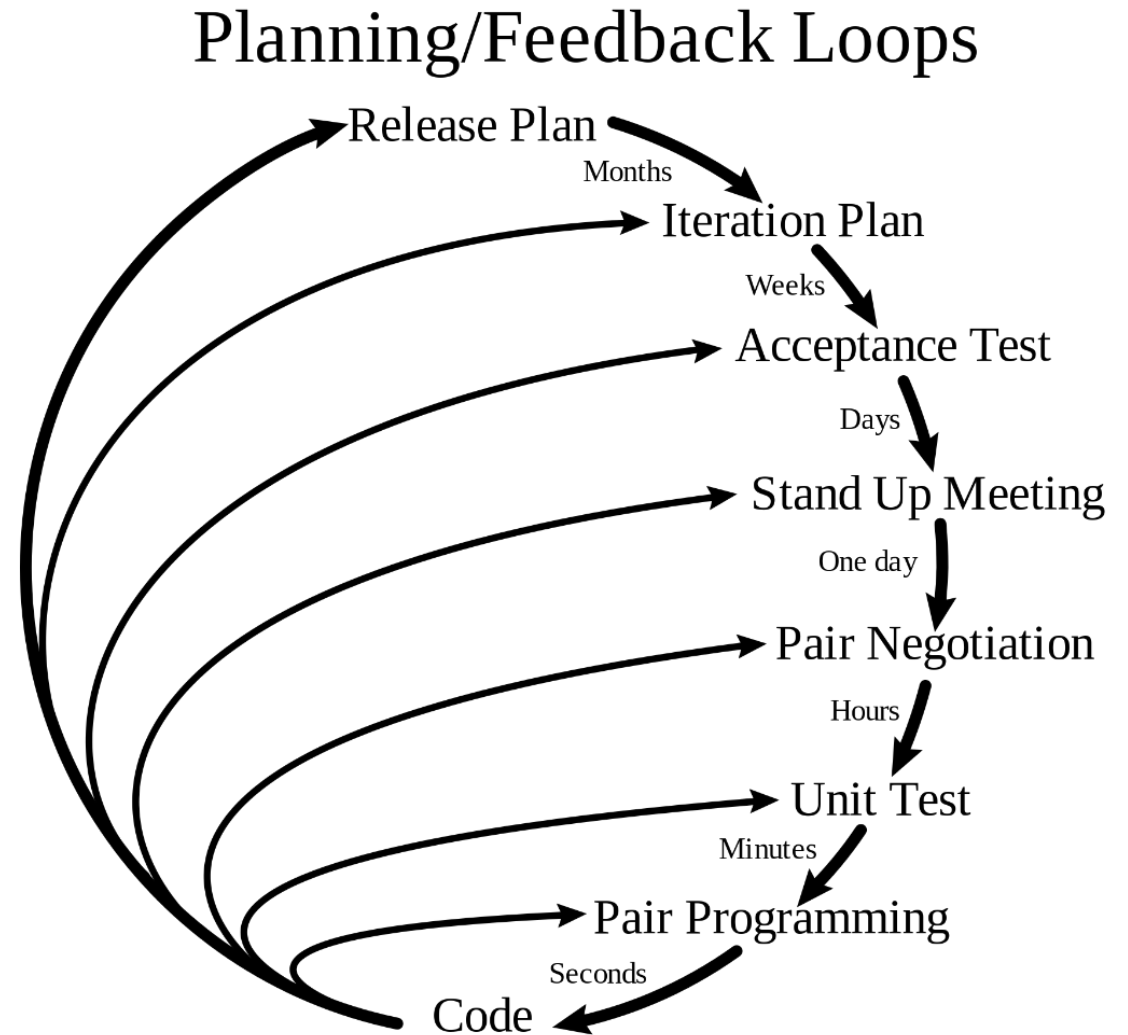 Planning/Feedback Loops
Release Plan
Months
Iteration Plan
Weeks
Acceptance Test
Days
Stand Up Meeting
One day
Pair Negotiation
Hours
Unit Test
Minutes
Pair Programming
Seconds
Code